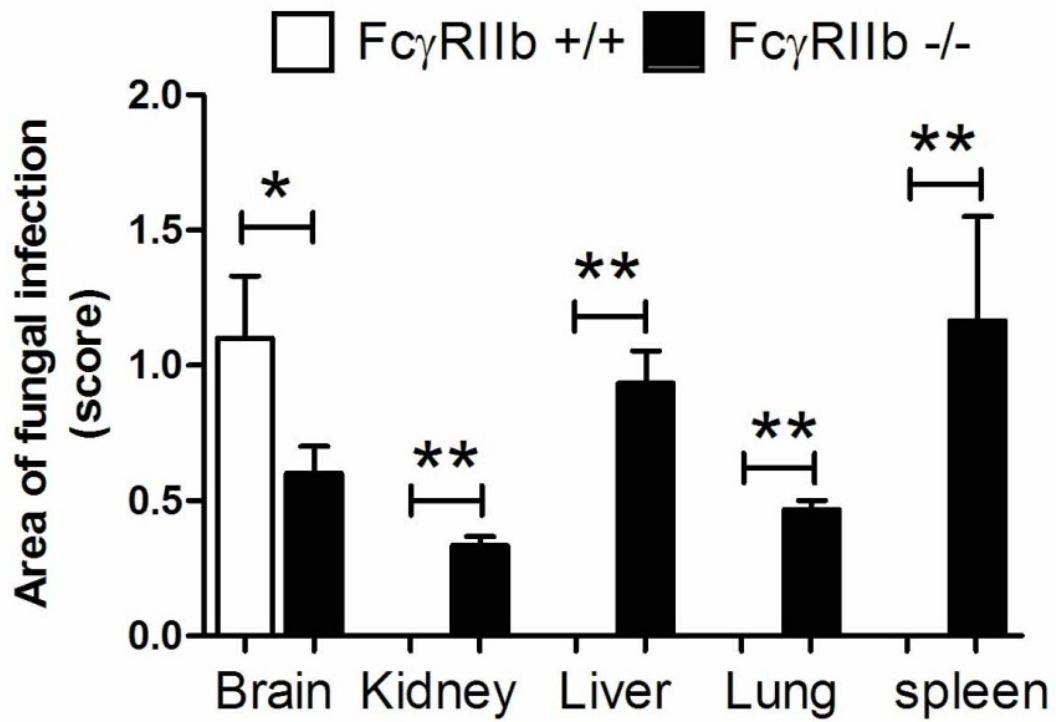 FcγRIIb +/+ FcγRIIb -/-
Area of fungal infection
(score)
2.0
1.5
1.0
0.5
0.0
*
**
**
**
**
Brain Kidney Liver Lung spleen